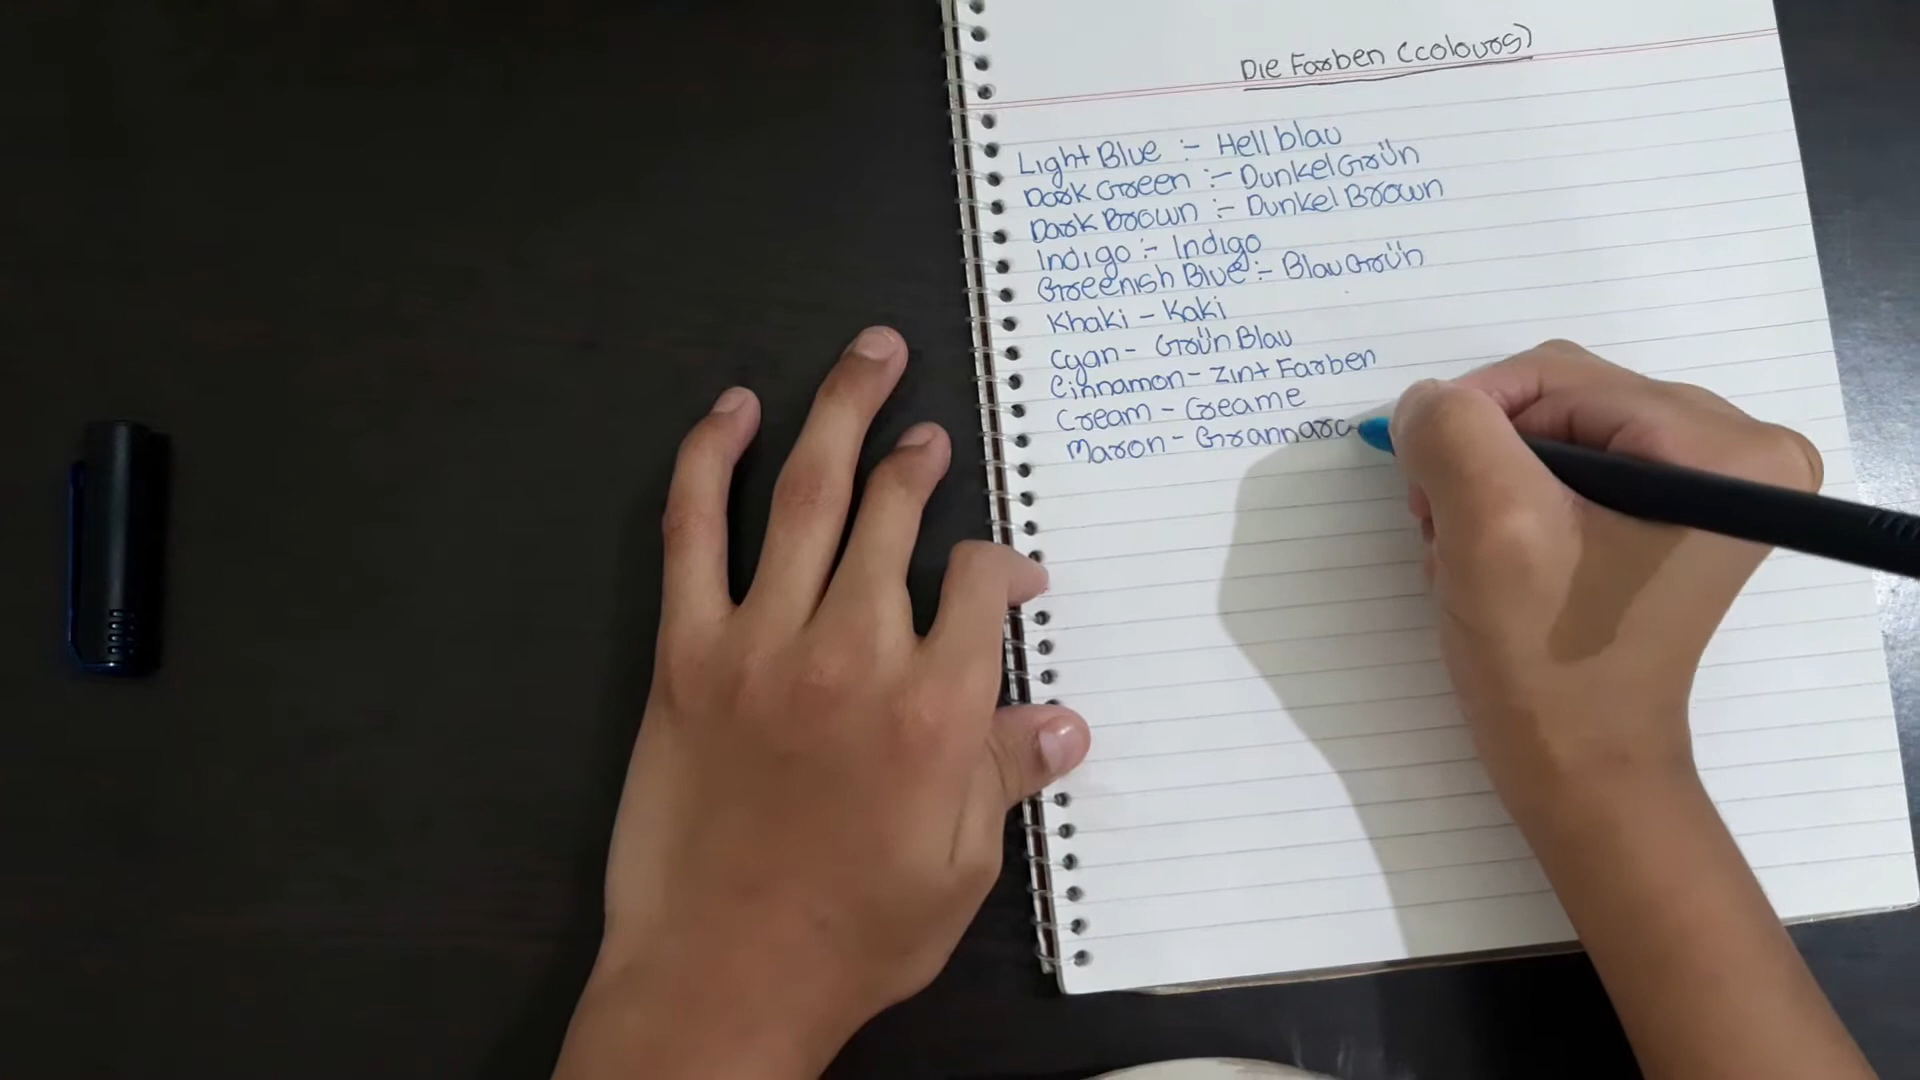 Die Farben (colours)
Light Blue :- Hell blau
Dark Green :- Dunkel Grün
Dark Brown :- Dunkel Brown
Indigo :- Indigo
Greenish Blue :- Blau Grün
Khaki - Kaki
Cyan - Grün Blau
Cinnamon - Zint Farben
Cream - Creame
Maron -